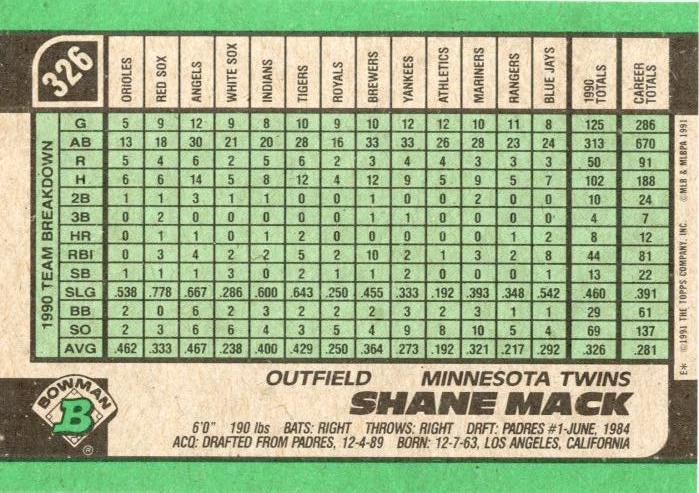 326
ORIOLES RED SOX ANGELS WHITE SOX INDIANS TIGERS ROYALS BREWERS YANKEES ATHLETICS MARINERS RANGERS BLUE JAYS 1990 TOTALS CAREER TOTALS
1990 TEAM BREAKDOWN
G 5 9 12 9 8 10 9 10 12 12 10 11 8 125 286
AB 13 18 30 21 20 28 16 33 33 26 28 23 24 313 670
R 5 4 6 2 5 6 2 3 4 4 3 3 3 50 91
H 6 6 14 5 8 12 4 12 9 5 9 5 7 102 188
2B 1 1 3 1 1 0 0 1 0 0 2 0 0 10 24
3B 0 2 0 0 0 0 0 1 1 0 0 0 0 4 7
HR 0 1 1 0 1 2 0 0 0 0 0 1 2 8 12
RBI 0 3 4 2 2 5 2 10 2 1 3 2 8 44 81
SB 1 1 1 3 0 2 1 1 2 0 0 0 1 13 22
SLG .538 .778 .667 .286 .600 .643 .250 .455 .333 .192 .393 .348 .542 .460 .391
BB 2 0 6 2 3 2 2 2 3 2 3 1 1 29 61
SO 2 3 6 6 4 3 5 4 9 8 10 5 4 69 137
AVG .462 .333 .467 .238 .400 .429 .250 .364 .273 .192 .321 .217 .292 .326 .281
E* ©1991 THE TOPPS COMPANY, INC. ©MLB & MLBPA 1991
OUTFIELD MINNESOTA TWINS
SHANE MACK
BOWMAN
B
®
6'0" 190 lbs BATS: RIGHT THROWS: RIGHT DRFT: PADRES #1-JUNE, 1984
ACQ: DRAFTED FROM PADRES, 12-4-89 BORN: 12-7-63, LOS ANGELES, CALIFORNIA